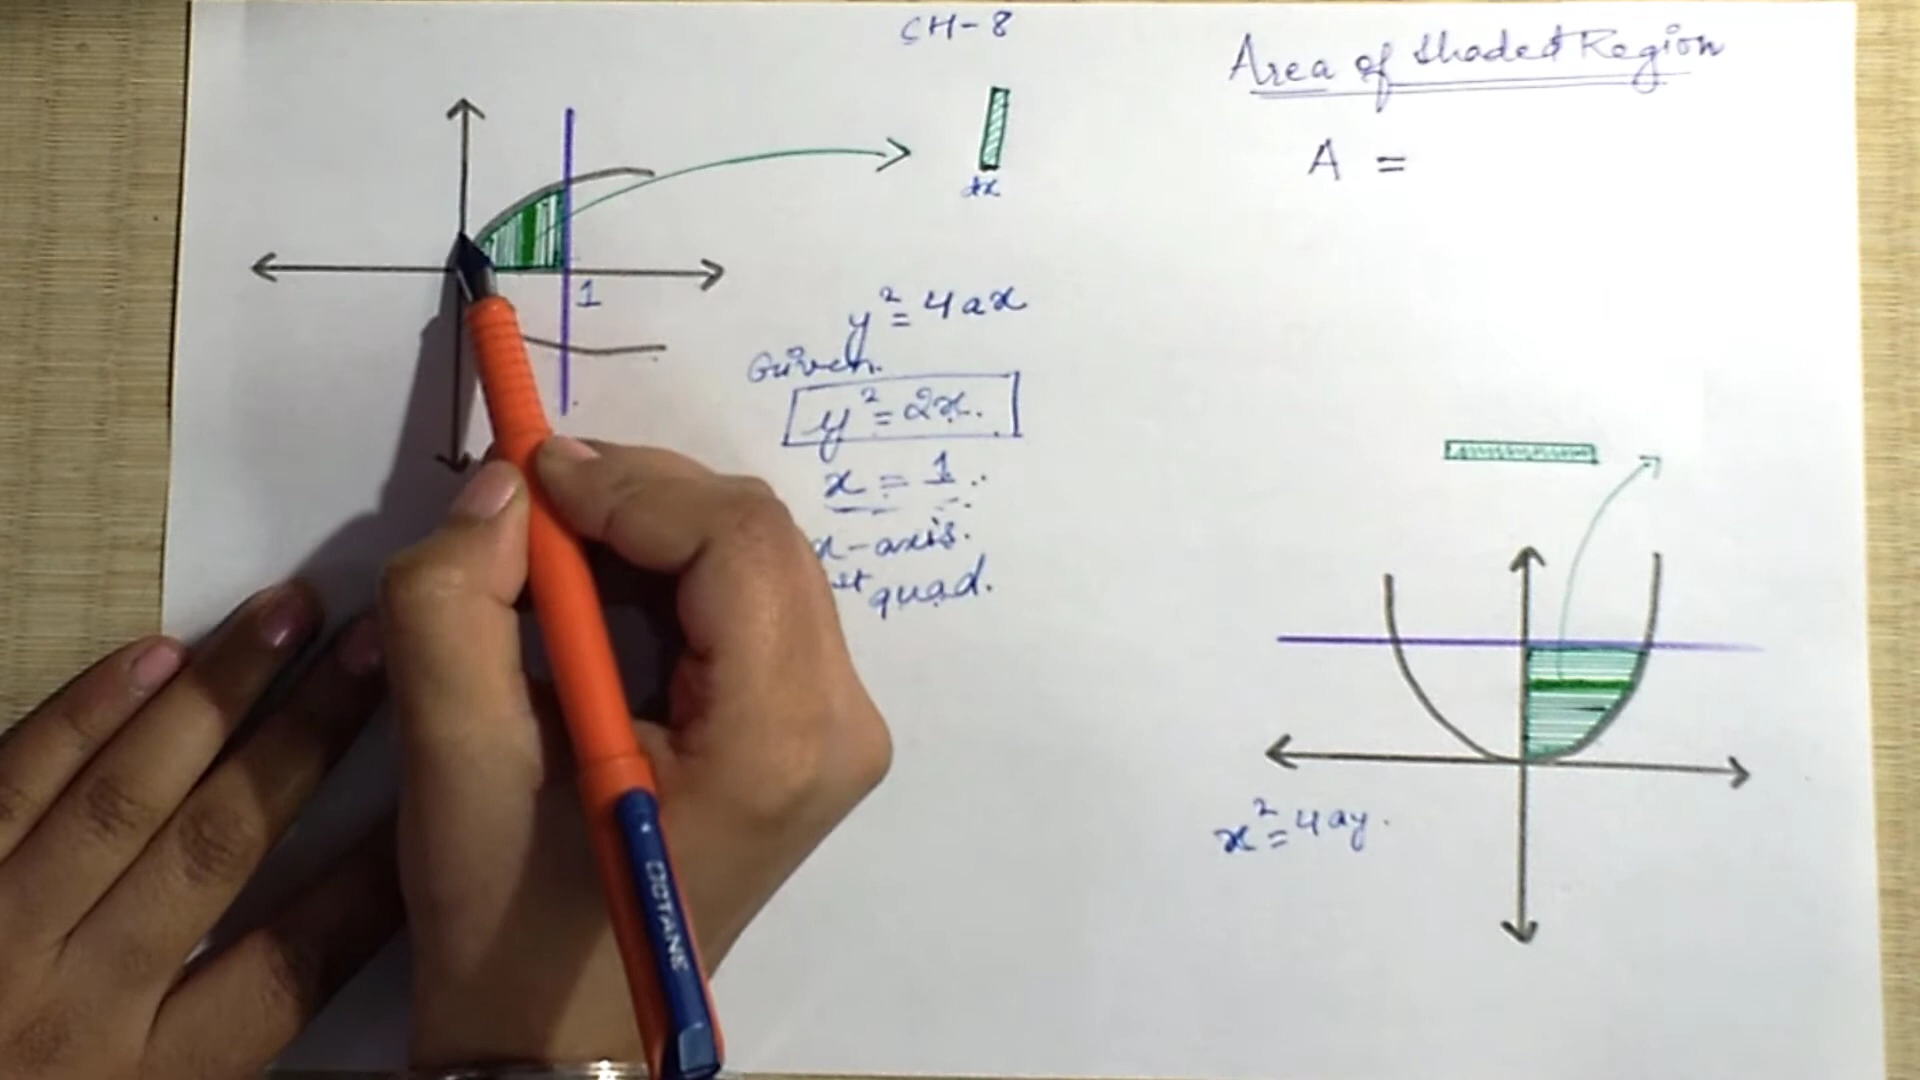 CH-8
Area of shaded Region
A =
dx
1
y² = 4ax
Given.
y² = 2x.
x = 1.
x-axis.
st quad.
x² = 4ay.
OCTANE